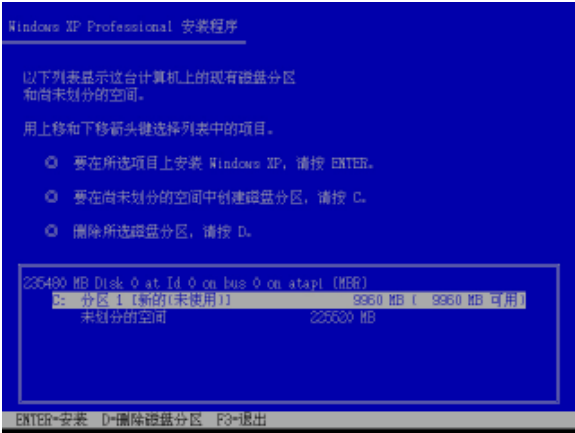 Windows XP Professional 安装程序
以下列表显示这台计算机上的现有磁盘分区
和尚未划分的空间。
用上移和下移箭头键选择列表中的项目。
◎ 要在所选项目上安装 Windows XP, 请按 ENTER。
◎ 要在尚未划分的空间中创建磁盘分区, 请按 C。
◎ 删除所选磁盘分区, 请按 D。
235480 MB Disk 0 at Id 0 on bus 0 on atapi (MBR)
C: 分区 1 [新的(未使用)] 9960 MB ( 9960 MB 可用)
未划分的空间 225520 MB
ENTER=安装 D=删除磁盘分区 F3=退出